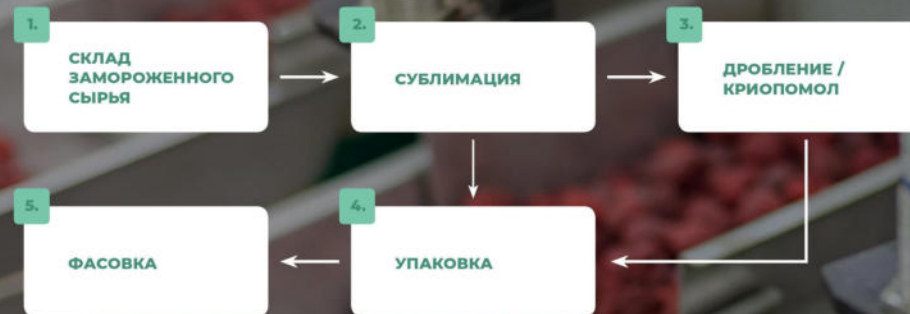 1.
СКЛАД
ЗАМОРОЖЕННОГО
СЫРЬЯ
2.
СУБЛИМАЦИЯ
3.
ДРОБЛЕНИЕ /
КРИОПОМОЛ
5.
ФАСОВКА
4.
УПАКОВКА